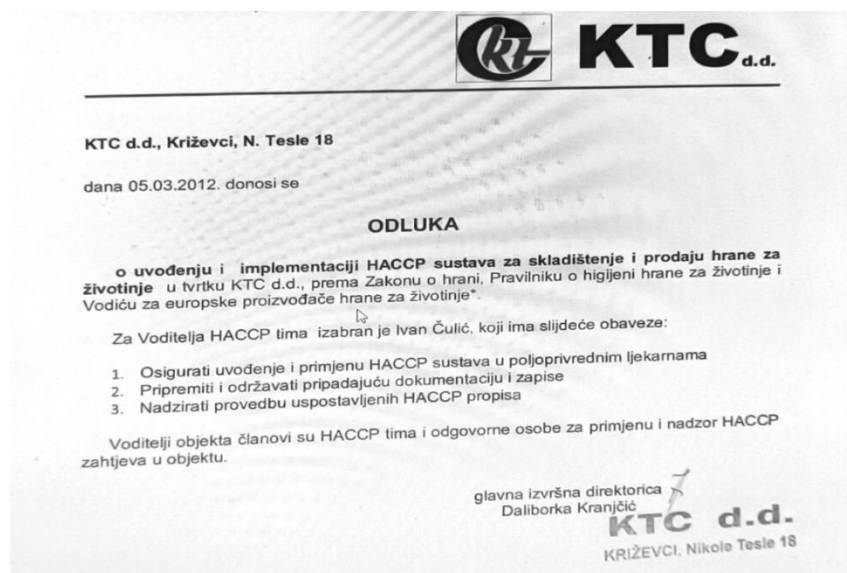 kt KTC d.d.
KTC d.d., Križevci, N. Tesle 18
dana 05.03.2012. donosi se
ODLUKA
o uvođenju i implementaciji HACCP sustava za skladištenje i prodaju hrane za
životinje u tvrtku KTC d.d., prema Zakonu o hrani, Pravilniku o higijeni hrane za životinje i
Vodiću za europske proizvođače hrane za životinje*.
Za Voditelja HACCP tima izabran je Ivan Čulić, koji ima slijdeće obaveze:
1. Osigurati uvođenje i primjenu HACCP sustava u poljoprivrednim ljekarnama
2. Pripremiti i održavati pripadajuću dokumentaciju i zapise
3. Nadzirati provedbu uspostavljenih HACCP propisa
Voditelji objekta članovi su HACCP tima i odgovorne osobe za primjenu i nadzor HACCP
zahtjeva u objektu.
glavna izvršna direktorica
Daliborka Kranjčić
KTC d.d.
KRIŽEVCI, Nikole Tesle 18